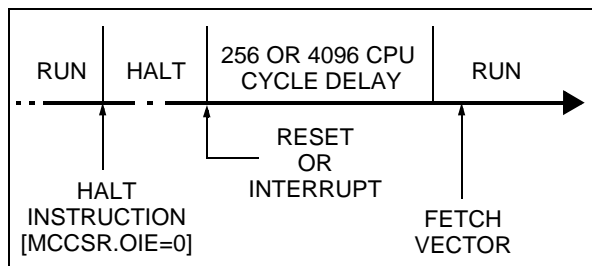 RUN
HALT
256 OR 4096 CPU
CYCLE DELAY
RUN
HALT
INSTRUCTION
[MCCSR.OIE=0]
RESET
OR
INTERRUPT
FETCH
VECTOR